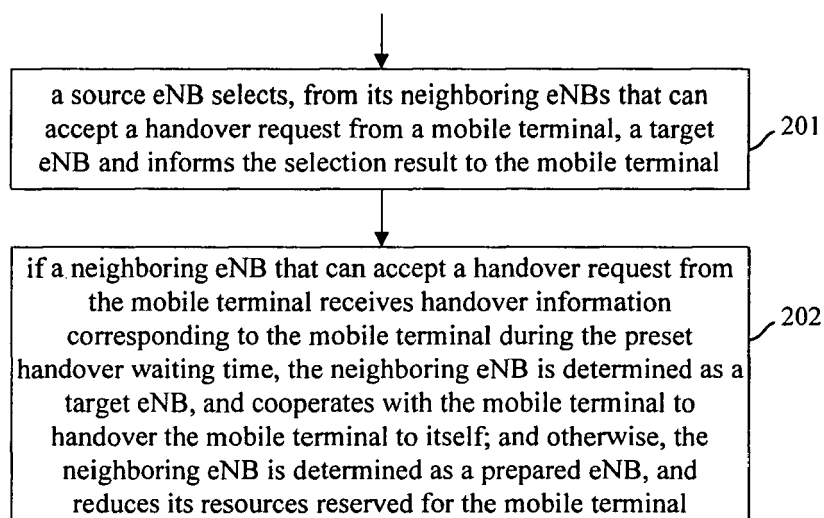 a source eNB selects, from its neighboring eNBs that can
accept a handover request from a mobile terminal, a target
eNB and informs the selection result to the mobile terminal
201
if a neighboring eNB that can accept a handover request from
the mobile terminal receives handover information
corresponding to the mobile terminal during the preset
handover waiting time, the neighboring eNB is determined as a
target eNB, and cooperates with the mobile terminal to
handover the mobile terminal to itself; and otherwise, the
neighboring eNB is determined as a prepared eNB, and
reduces its resources reserved for the mobile terminal
202